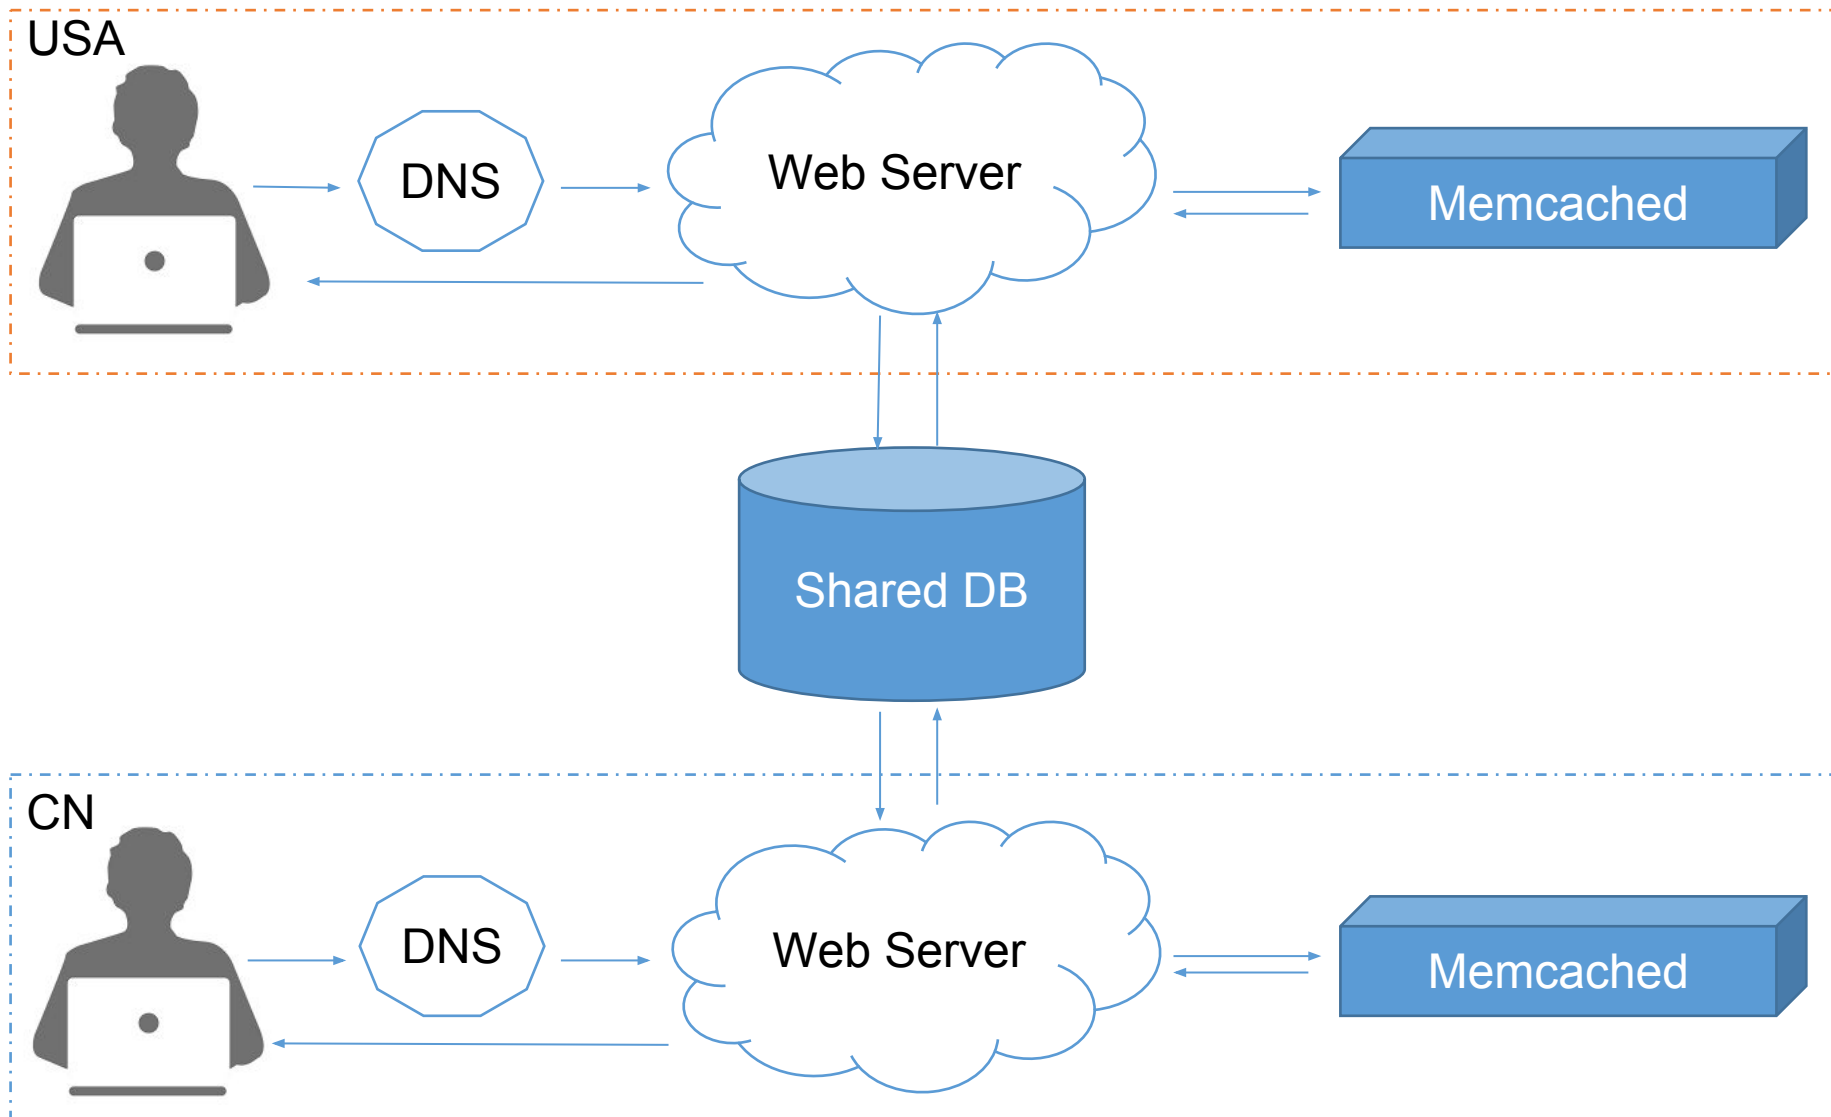 USA
DNS
Web Server
Memcached
Shared DB
CN
DNS
Web Server
Memcached